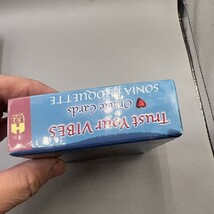 Trust Your VIBES
Oracle Cards
SONIA CHOQUETTE